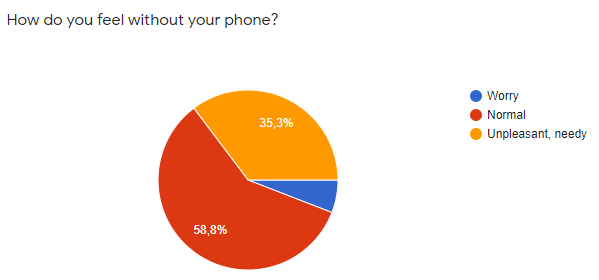 How do you feel without your phone?
Worry
Normal
Unpleasant, needy
35,3%
58,8%